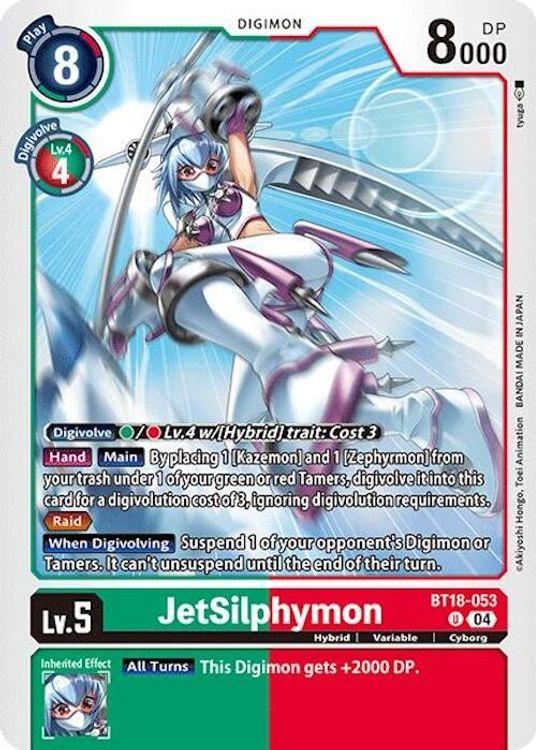 DIGIMON
Play
8
DP
8000
Digivolve
Lv.4
4
tyuga
©Akiyoshi Hongo, Toei Animation BANDAI MADE IN JAPAN
Digivolve / Lv.4 w/[Hybrid] trait: Cost 3
Hand Main By placing 1 [Kazemon] and 1 [Zephyrmon] from
your trash under 1 of your green or red Tamers, digivolve it into this
card for a digivolution cost of 3, ignoring digivolution requirements.
Raid
When Digivolving Suspend 1 of your opponent's Digimon or
Tamers. It can't unsuspend until the end of their turn.
BT18-053
Lv.5
JetSilphymon
U 04
Hybrid | Variable | Cyborg
Inherited Effect
All Turns This Digimon gets +2000 DP.